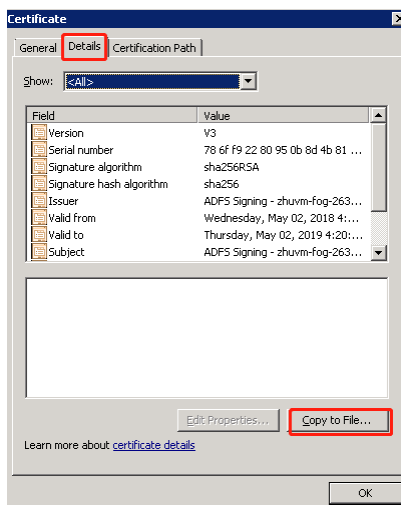 Certificate
General Details Certification Path
Show: <All>
Field Value
Version V3
Serial number 78 6f f9 22 80 95 0b 8d 4b 81 ...
Signature algorithm sha256RSA
Signature hash algorithm sha256
Issuer ADFS Signing - zhuvm-fog-263...
Valid from Wednesday, May 02, 2018 4:...
Valid to Thursday, May 02, 2019 4:20:...
Subject ADFS Signing - zhuvm-fog-263...
Edit Properties... Copy to File...
Learn more about certificate details
OK